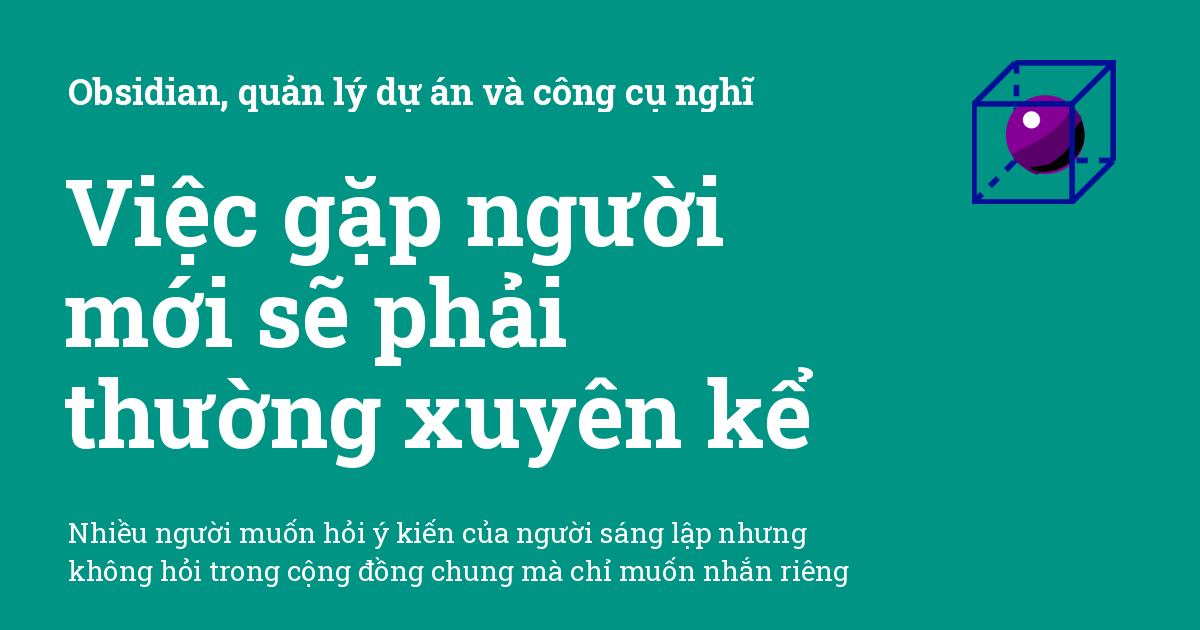 Obsidian, quản lý dự án và công cụ nghĩ
Việc gặp người
mới sẽ phải
thường xuyên kể
Nhiều người muốn hỏi ý kiến của người sáng lập nhưng
không hỏi trong cộng đồng chung mà chỉ muốn nhắn riêng